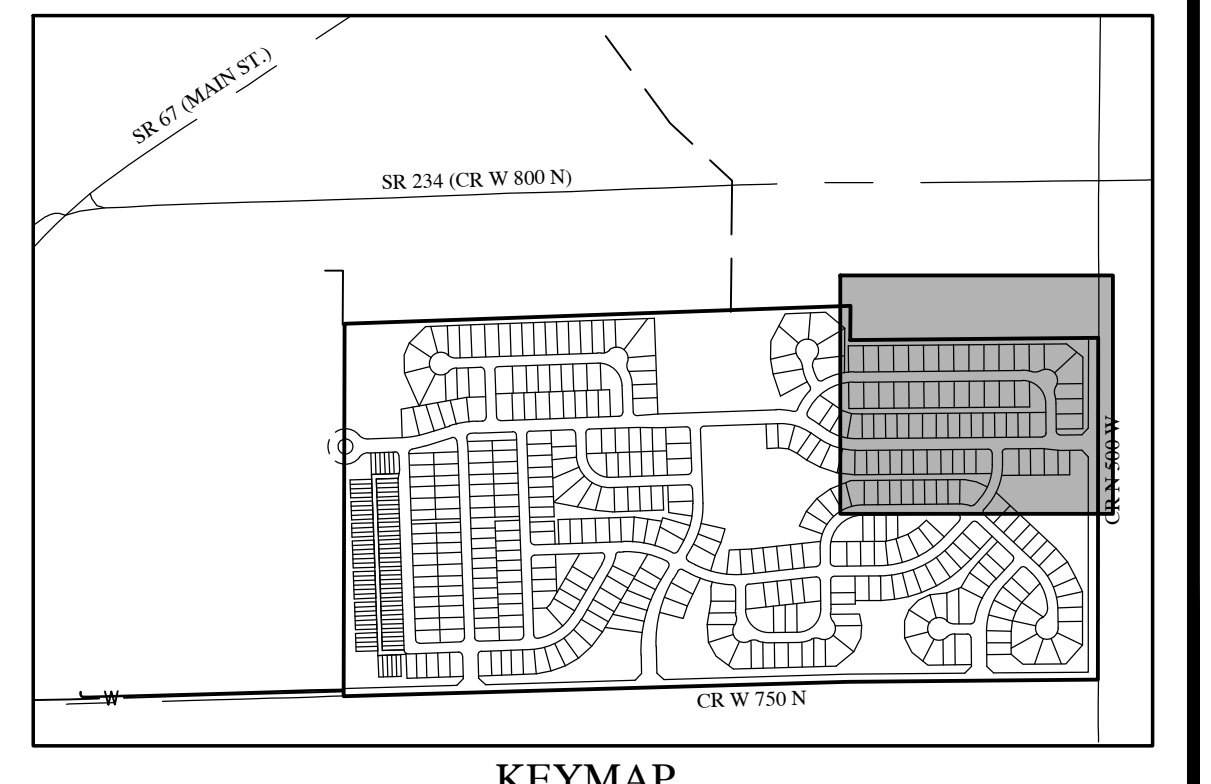 SR 67 (MAIN ST.)
SR 234 (CR W 800 N)
CR N 500 W
W
CR W 750 N
KEYMAP